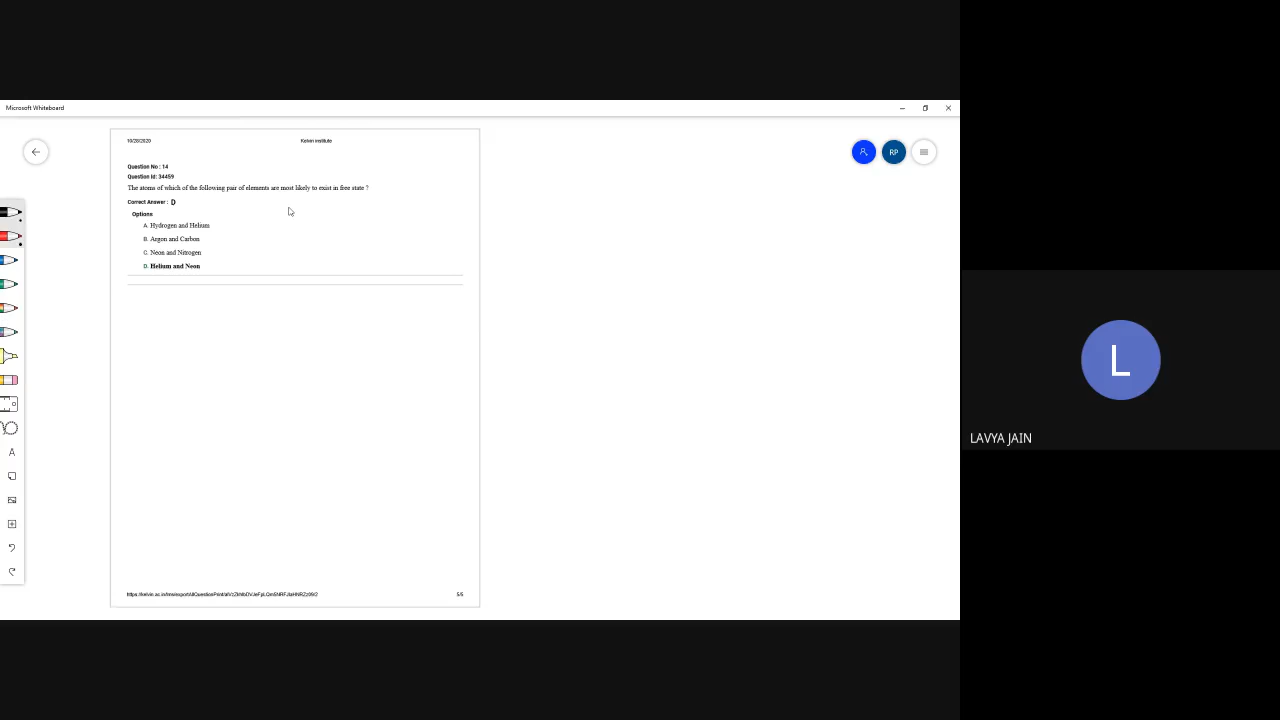 Microsoft Whiteboard
10/28/2020 Kelvin institute
RP
Question No : 14
Question Id: 34459
The atoms of which of the following pair of elements are most likely to exist in free state ?
Correct Answer : D
Options
A. Hydrogen and Helium
B. Argon and Carbon
C. Neon and Nitrogen
D. Helium and Neon
L
LAVYA JAIN
A
5/5